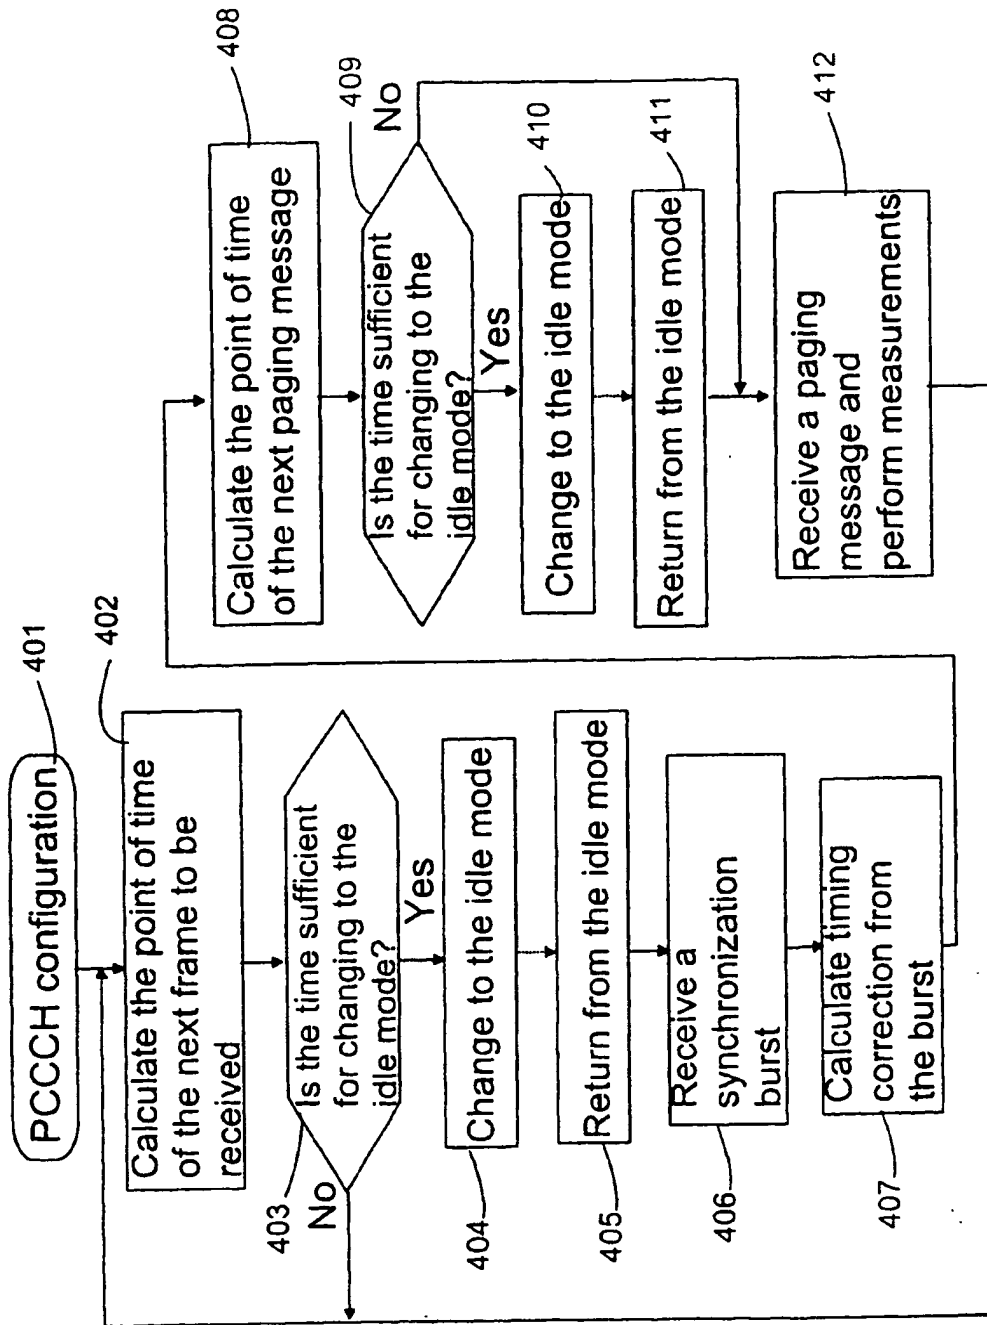 PCCCH configuration
401
Calculate the point of time
of the next frame to be
received
402
Is the time sufficient
for changing to the
idle mode?
403
No
Yes
Change to the idle mode
404
Return from the idle mode
405
Receive a
synchronization
burst
406
Calculate timing
correction from
the burst
407
Calculate the point of time
of the next paging message
408
Is the time sufficient
for changing to the
idle mode?
409
No
Yes
Change to the idle mode
410
Return from the idle mode
411
Receive a paging
message and
perform measurements
412